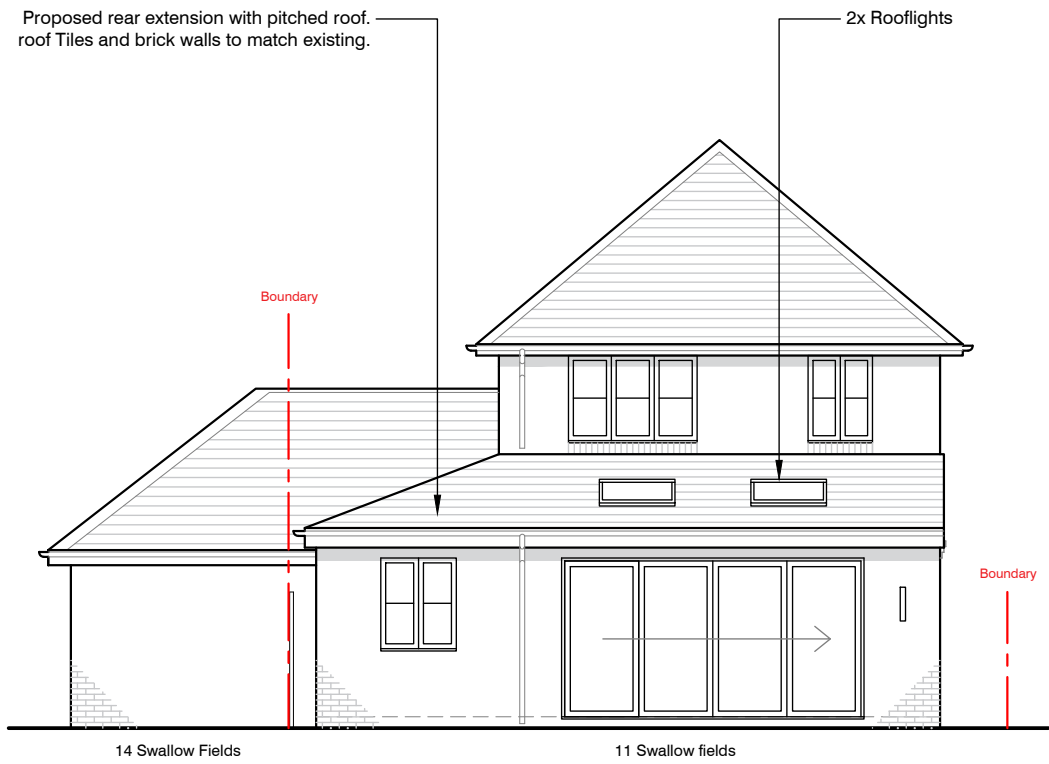 Proposed rear extension with pitched roof.
roof Tiles and brick walls to match existing.
2x Rooflights
Boundary
Boundary
14 Swallow Fields
11 Swallow fields